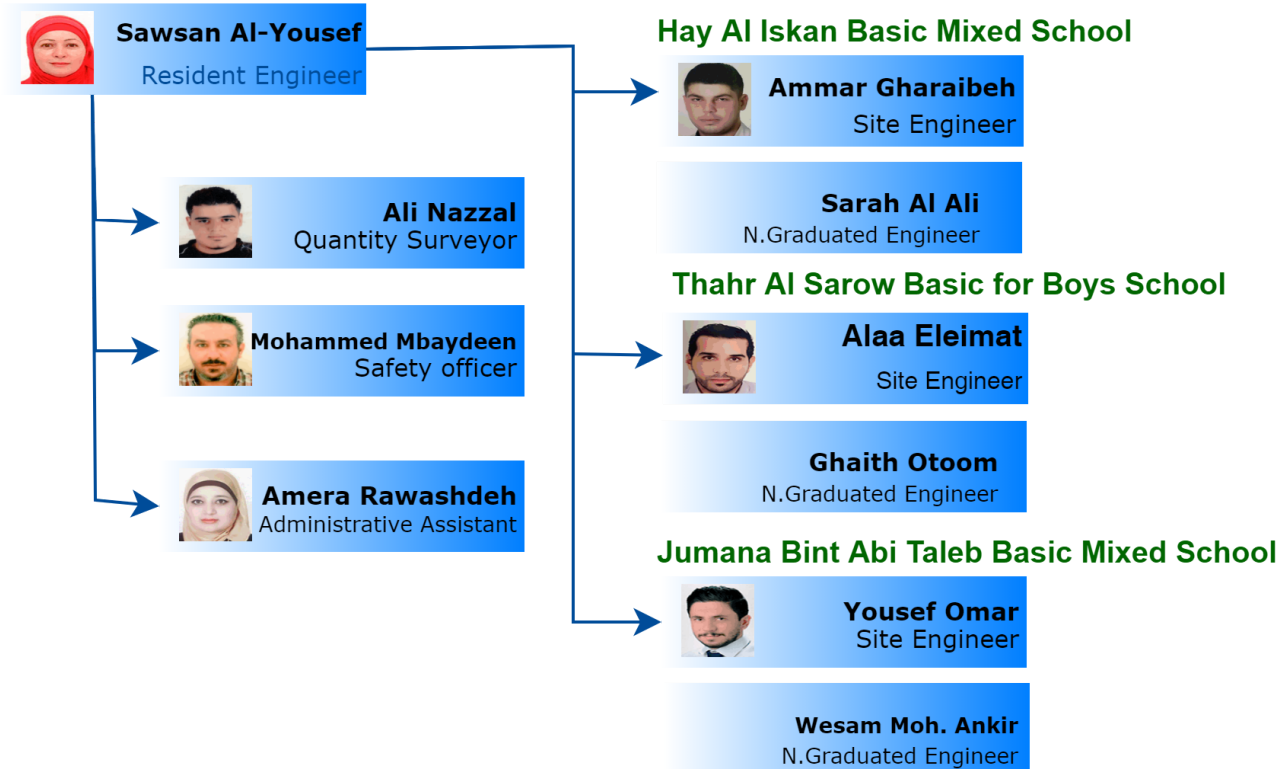 Sawsan Al-Yousef
Resident Engineer
Ali Nazzal
Quantity Surveyor
Mohammed Mbaydeen
Safety officer
Amera Rawashdeh
Administrative Assistant
Hay Al Iskan Basic Mixed School
Ammar Gharaibeh
Site Engineer
Sarah Al Ali
N.Graduated Engineer
Thahr Al Sarow Basic for Boys School
Alaa Eleimat
Site Engineer
Ghaith Otoom
N.Graduated Engineer
Jumana Bint Abi Taleb Basic Mixed School
Yousef Omar
Site Engineer
Wesam Moh. Ankir
N.Graduated Engineer